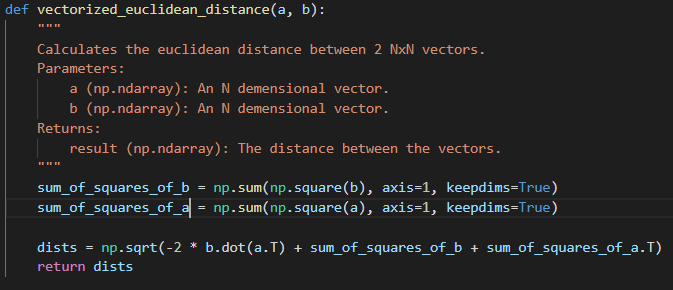 def vectorized_euclidean_distance(a, b):
"""
Calculates the euclidean distance between 2 NxN vectors.
Parameters:
a (np.ndarray): An N demensional vector.
b (np.ndarray): An N demensional vector.
Returns:
result (np.ndarray): The distance between the vectors.
"""
sum_of_squares_of_b = np.sum(np.square(b), axis=1, keepdims=True)
sum_of_squares_of_a = np.sum(np.square(a), axis=1, keepdims=True)
dists = np.sqrt(-2 * b.dot(a.T) + sum_of_squares_of_b + sum_of_squares_of_a.T)
return dists